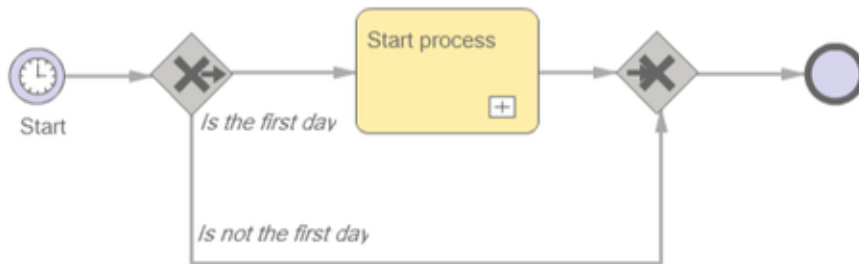 Start process
Start
Is the first day
Is not the first day